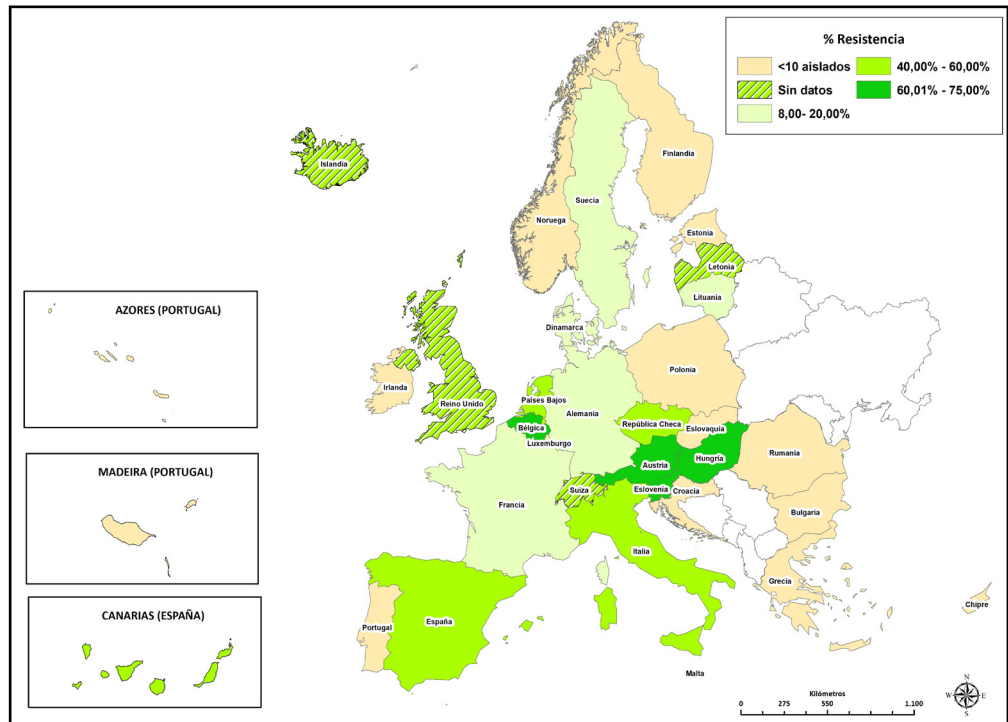 % Resistencia
<10 aislados
40,00% - 60,00%
Sin datos
60,01% - 75,00%
8,00- 20,00%
Islandia
Finlandia
Suecia
Noruega
Estonia
Letonia
Lituania
AZORES (PORTUGAL)
Dinamarca
Irlanda
Reino Unido
Países Bajos
Polonia
Alemania
Bélgica
República Checa
Luxemburgo
Eslovaquia
Rumania
MADEIRA (PORTUGAL)
Austria
Hungría
Suiza
Eslovenia
Croacia
Francia
Bulgaria
Italia
Grecia
Chipre
CANARIAS (ESPAÑA)
Portugal
España
Malta
Kilómetros
0 275 550 1.100
N
W E
S